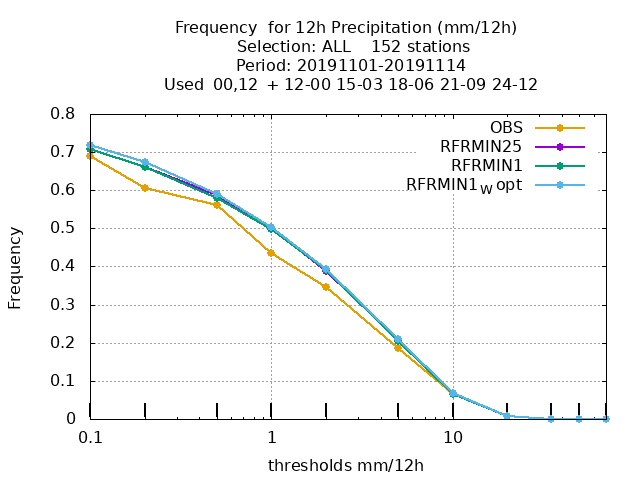 Frequency  for 12h Precipitation (mm/12h)
Selection: ALL    152 stations
Period: 20191101-20191114
Used  00,12  + 12-00 15-03 18-06 21-09 24-12
OBS
RFRMIN25
RFRMIN1
RFRMIN1wopt
0.8
0.7
0.6
0.5
0.4
0.3
0.2
0.1
0
Frequency
0.1
1
10
thresholds mm/12h